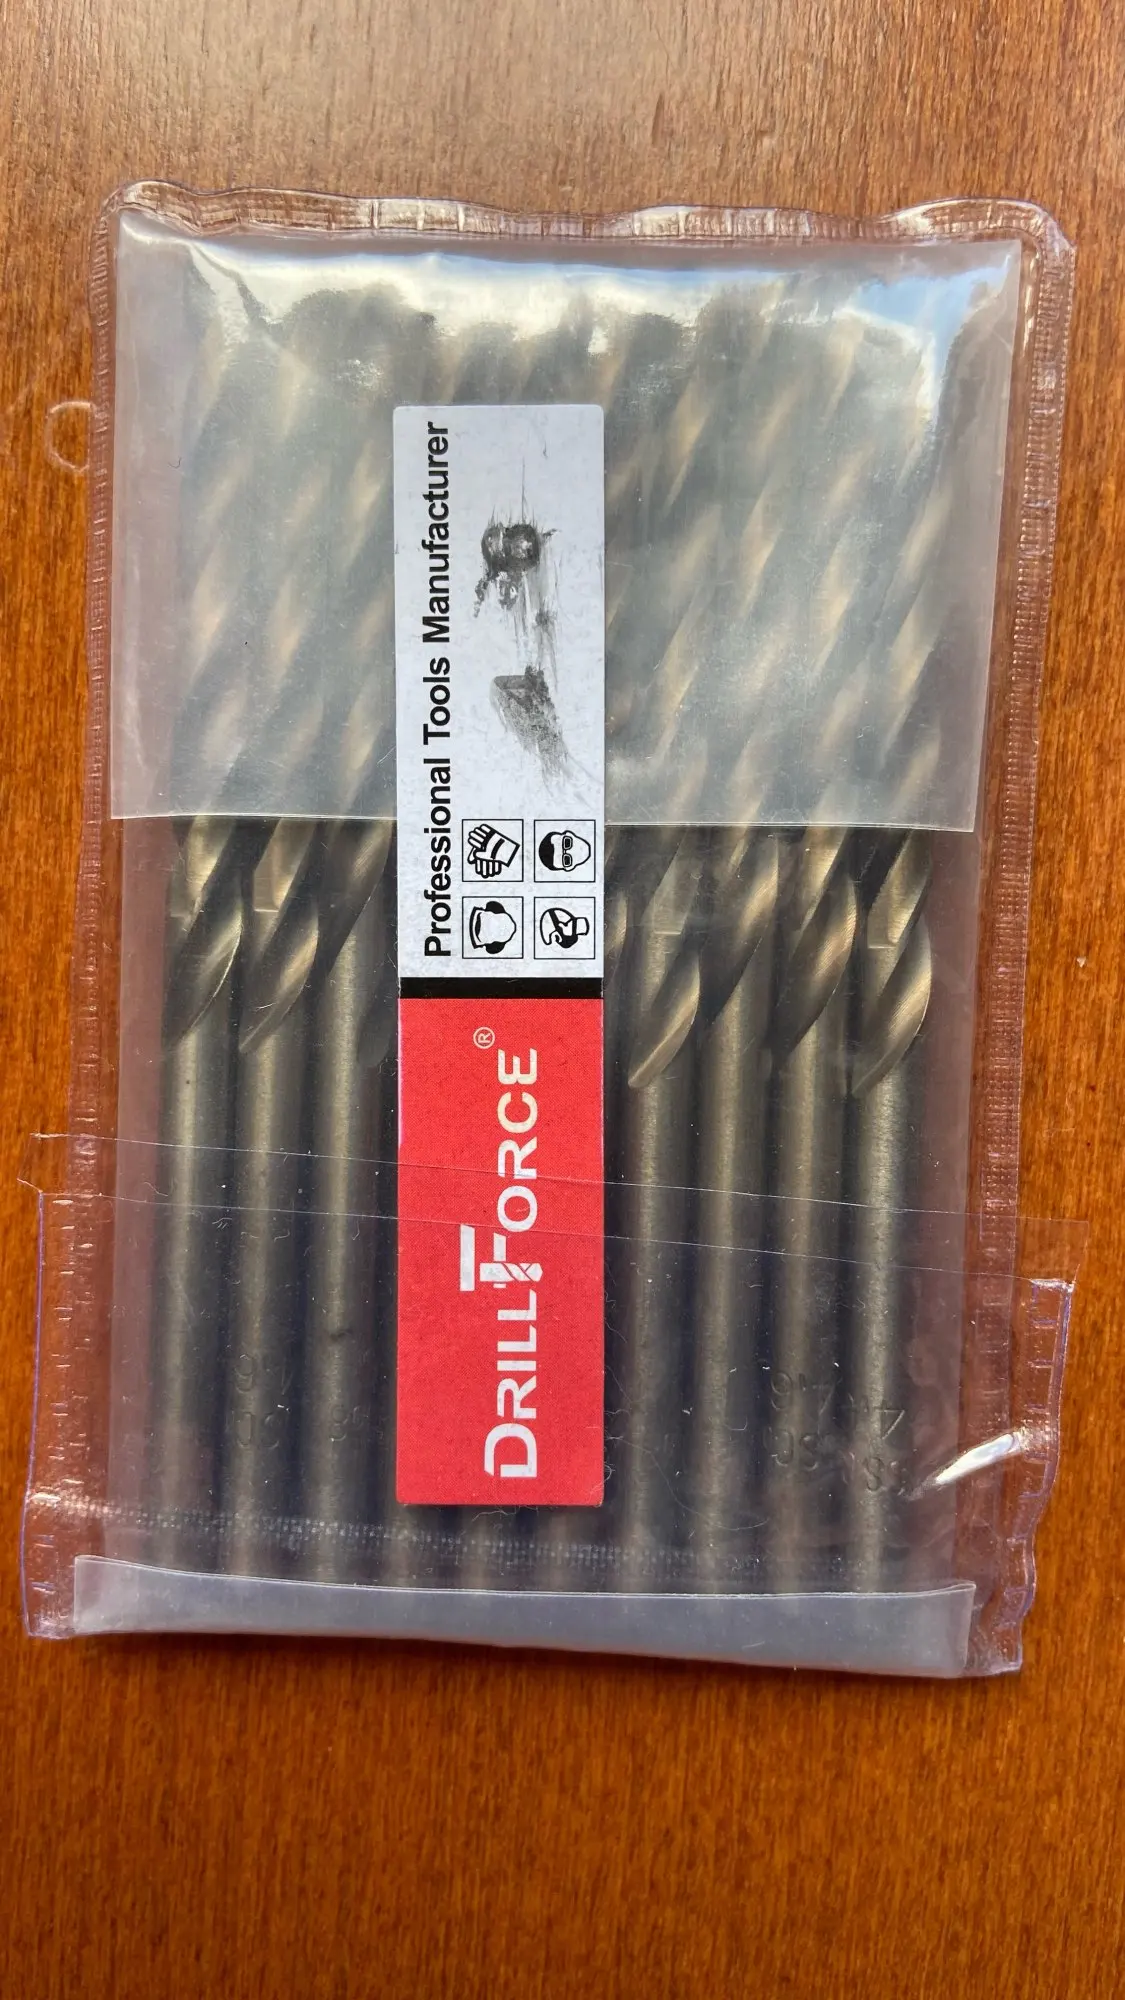 Professional Tools Manufacturer
DRILLFORCE®